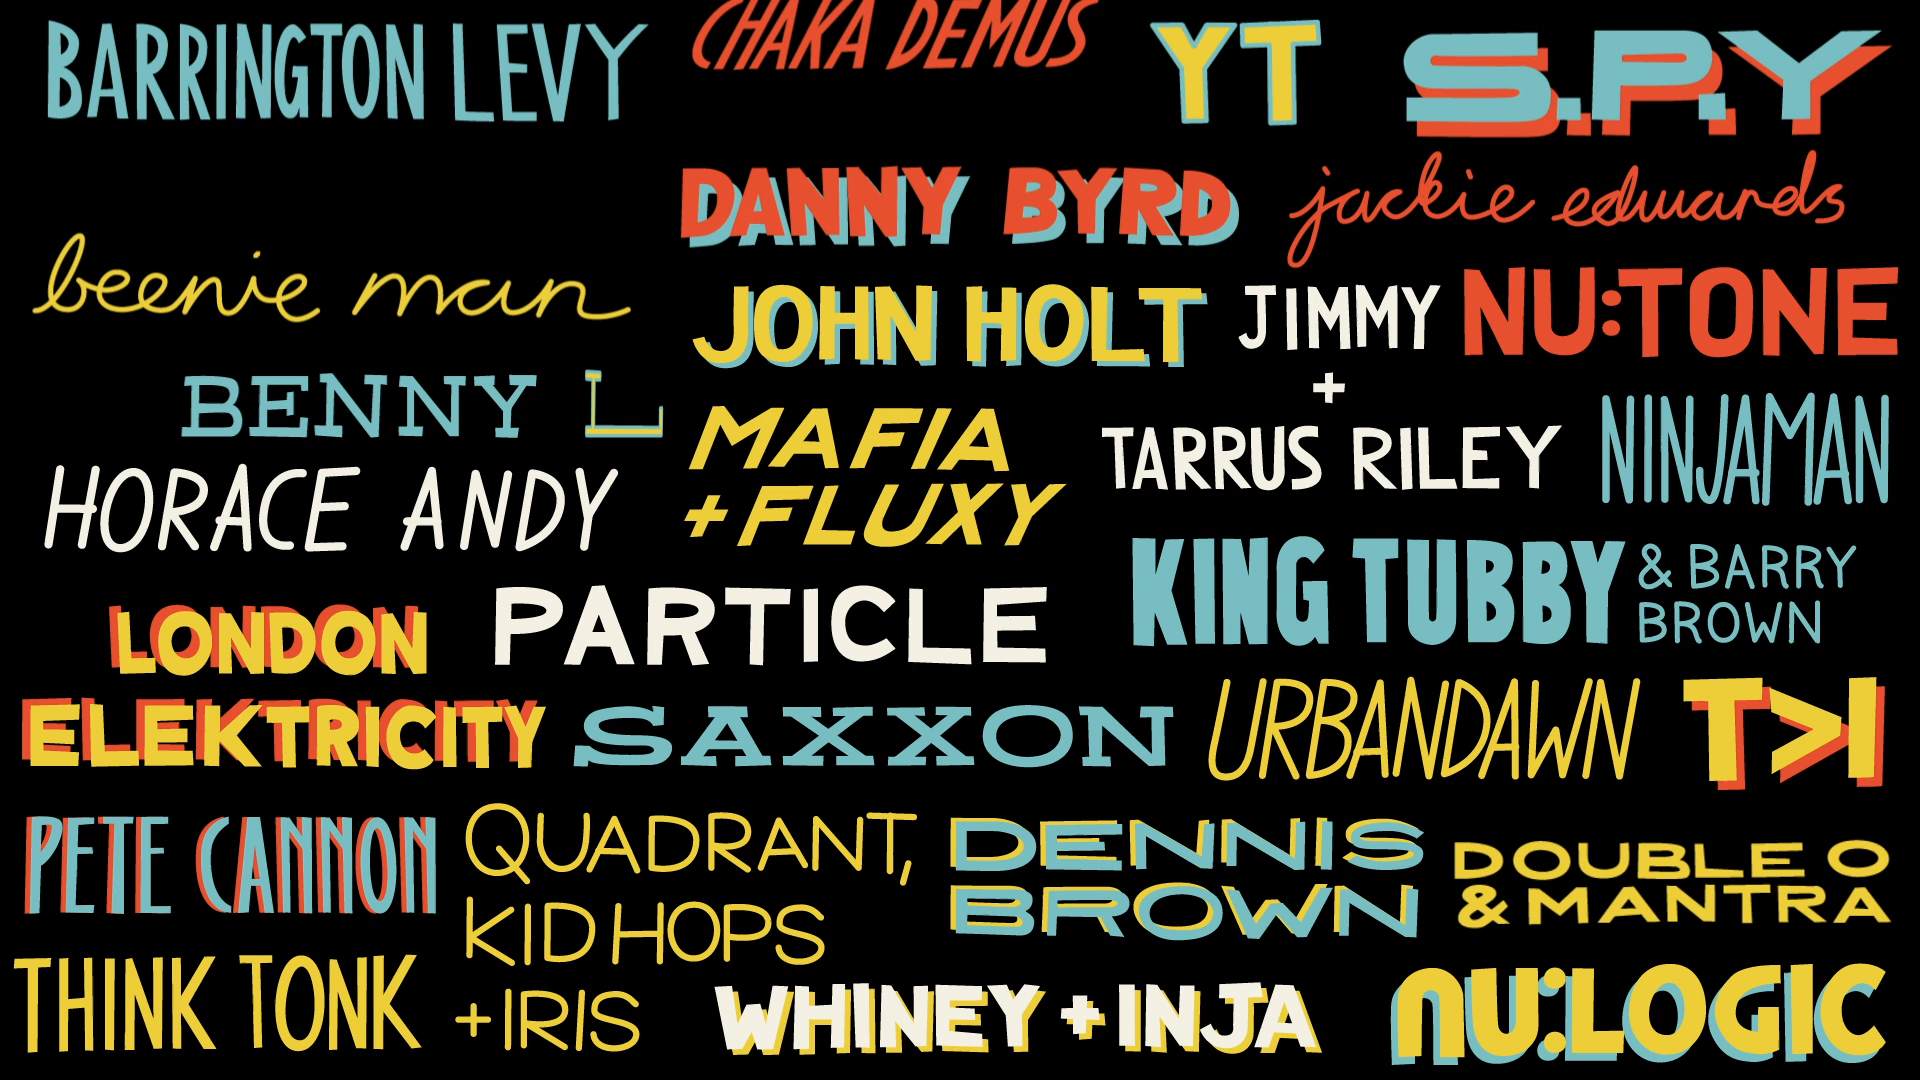 BARRINGTON LEVY
CHAKA DEMUS
YT
S.P.Y
DANNY BYRD
jackie edwards
beenie man
JOHN HOLT
JIMMY
+
TARRUS RILEY
NU:TONE
BENNY L
MAFIA
+ FLUXY
NINJAMAN
HORACE ANDY
KING TUBBY
& BARRY
BROWN
LONDON
ELEKTRICITY
PARTICLE
SAXXON
URBANDAWN
T>I
PETE CANNON
QUADRANT,
KID HOPS
+ IRIS
DENNIS
BROWN
DOUBLE O
& MANTRA
THINK TONK
WHINEY + INJA
NU:LOGIC